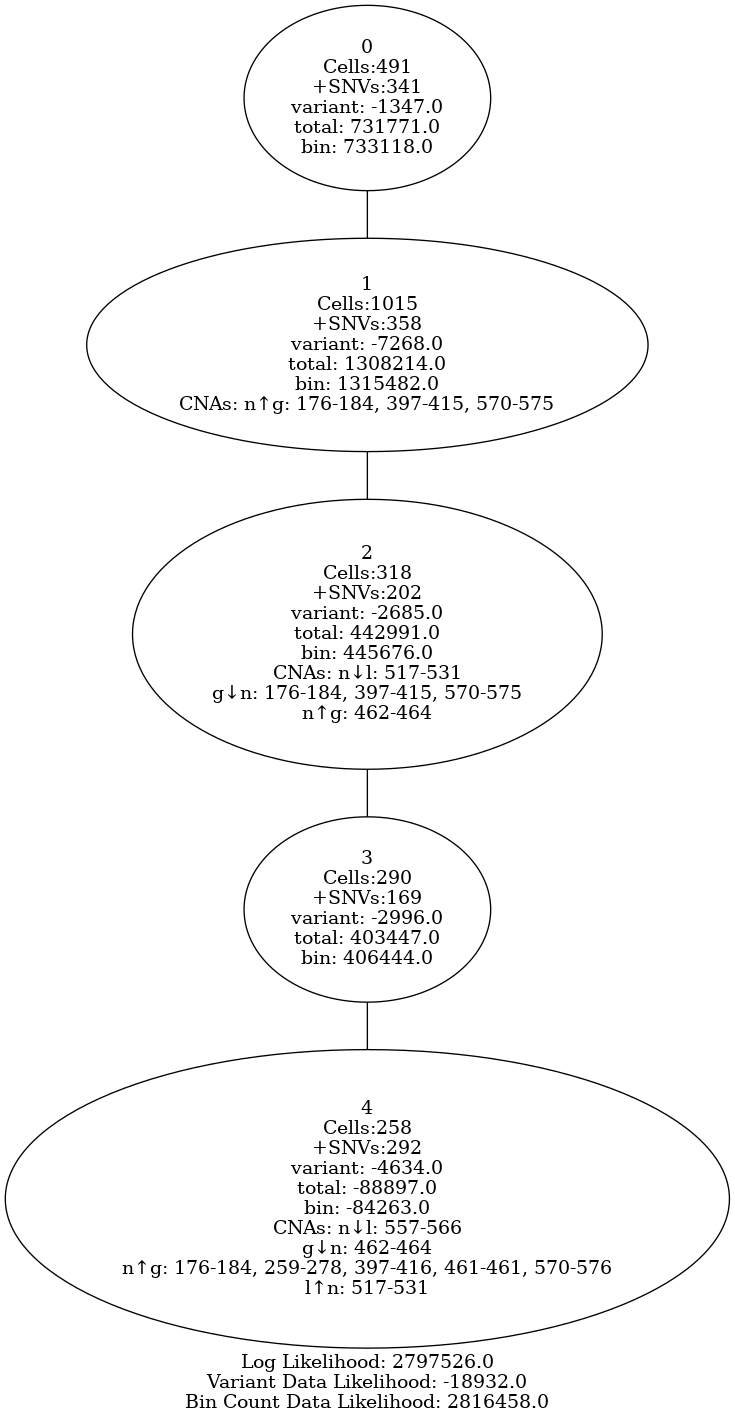 0
Cells:491
+SNVs:341
variant: -1347.0
total: 731771.0
bin: 733118.0
1
Cells:1015
+SNVs:358
variant: -7268.0
total: 1308214.0
bin: 1315482.0
CNAs: n↑g: 176-184, 397-415, 570-575
2
Cells:318
+SNVs:202
variant: -2685.0
total: 442991.0
bin: 445676.0
CNAs: n↓l: 517-531
g↓n: 176-184, 397-415, 570-575
n↑g: 462-464
3
Cells:290
+SNVs:169
variant: -2996.0
total: 403447.0
bin: 406444.0
4
Cells:258
+SNVs:292
variant: -4634.0
total: -88897.0
bin: -84263.0
CNAs: n↓l: 557-566
g↓n: 462-464
n↑g: 176-184, 259-278, 397-416, 461-461, 570-576
l↑n: 517-531
Log Likelihood: 2797526.0
Variant Data Likelihood: -18932.0
Bin Count Data Likelihood: 2816458.0